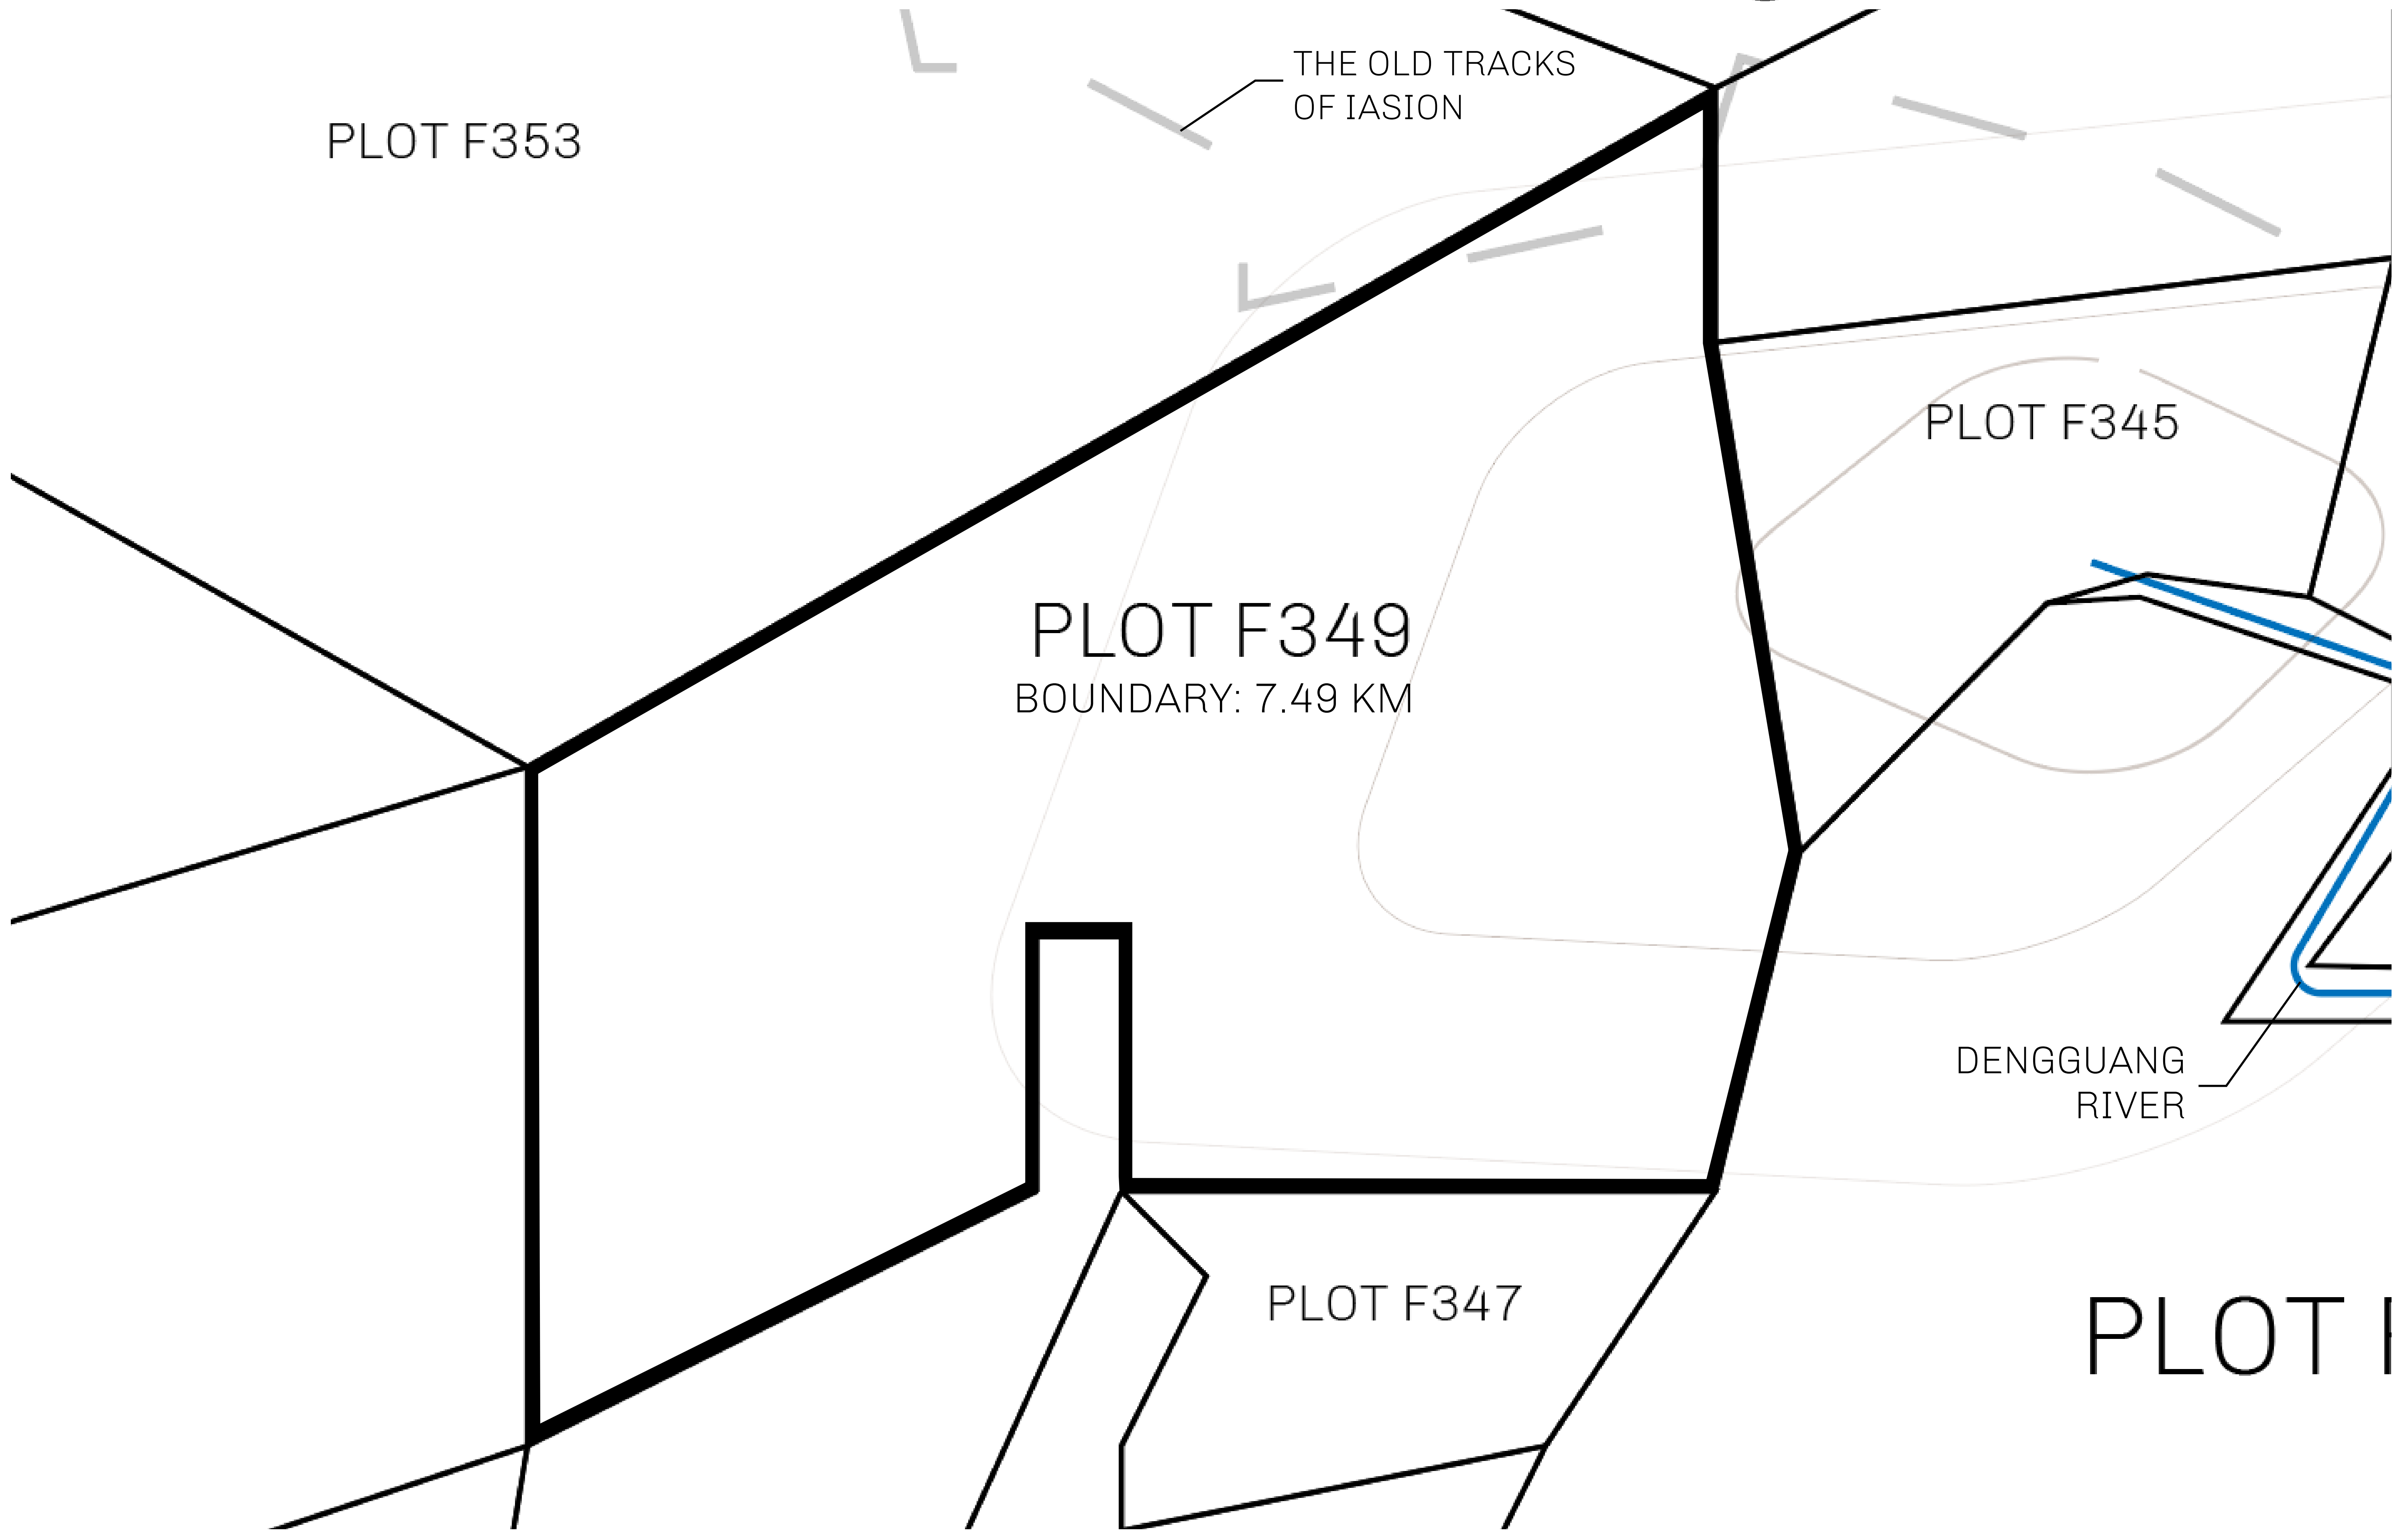 THE OLD TRACKS
OF IASION
PLOT F353
PLOT F345
PLOT F349
BOUNDARY: 7.49 KM
DENGGUANG
RIVER
PLOT F347
PLOT